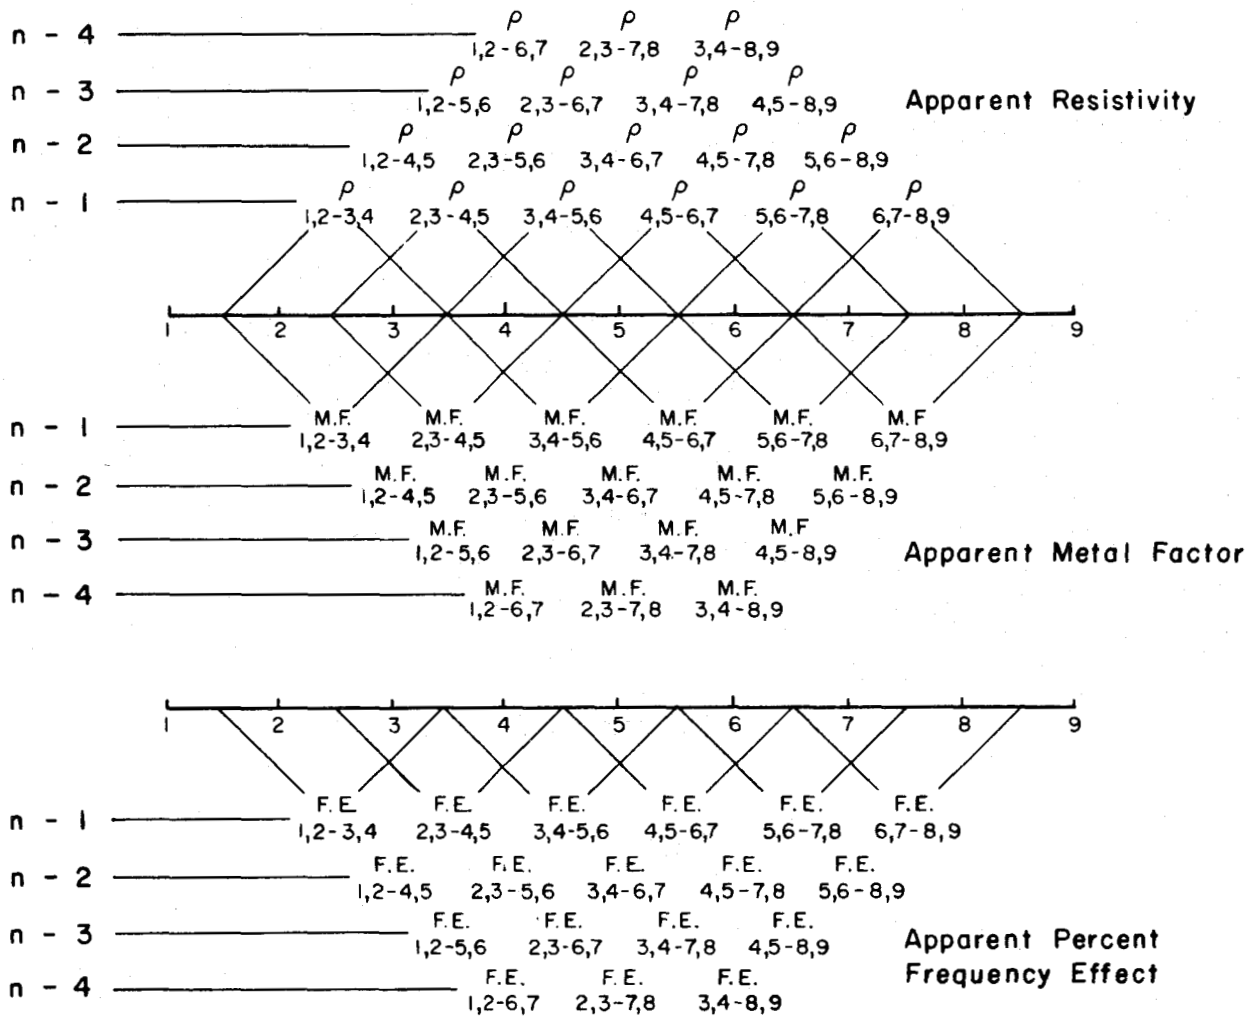 ρ ρ ρ
n - 4 1,2-6,7 2,3-7,8 3,4-8,9
ρ ρ ρ ρ
n - 3 1,2-5,6 2,3-6,7 3,4-7,8 4,5-8,9 Apparent Resistivity
ρ ρ ρ ρ ρ
n - 2 1,2-4,5 2,3-5,6 3,4-6,7 4,5-7,8 5,6-8,9
ρ ρ ρ ρ ρ ρ
n - 1 1,2-3,4 2,3-4,5 3,4-5,6 4,5-6,7 5,6-7,8 6,7-8,9
1 2 3 4 5 6 7 8 9
M.F. M.F. M.F. M.F. M.F. M.F
n - 1 1,2-3,4 2,3-4,5 3,4-5,6 4,5-6,7 5,6-7,8 6,7-8,9
M.F. M.F. M.F. M.F. M.F.
n - 2 1,2-4,5 2,3-5,6 3,4-6,7 4,5-7,8 5,6-8,9
M.F. M.F. M.F. M.F
n - 3 1,2-5,6 2,3-6,7 3,4-7,8 4,5-8,9 Apparent Metal Factor
M.F. M.F. M.F.
n - 4 1,2-6,7 2,3-7,8 3,4-8,9
1 2 3 4 5 6 7 8 9
F.E. F.E. F.E. F.E. F.E. F.E.
n - 1 1,2-3,4 2,3-4,5 3,4-5,6 4,5-6,7 5,6-7,8 6,7-8,9
F.E. F.E. F.E. F.E. F.E.
n - 2 1,2-4,5 2,3-5,6 3,4-6,7 4,5-7,8 5,6-8,9
F.E. F.E. F.E. F.E.
n - 3 1,2-5,6 2,3-6,7 3,4-7,8 4,5-8,9 Apparent Percent
Frequency Effect
F.E. F.E. F.E.
n - 4 1,2-6,7 2,3-7,8 3,4-8,9